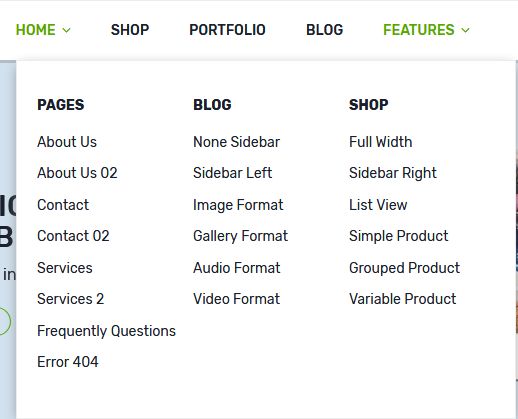 HOME SHOP PORTFOLIO BLOG FEATURES
PAGES
About Us
About Us 02
Contact
Contact 02
Services
Services 2
Frequently Questions
Error 404
BLOG
None Sidebar
Sidebar Left
Image Format
Gallery Format
Audio Format
Video Format
SHOP
Full Width
Sidebar Right
List View
Simple Product
Grouped Product
Variable Product
in